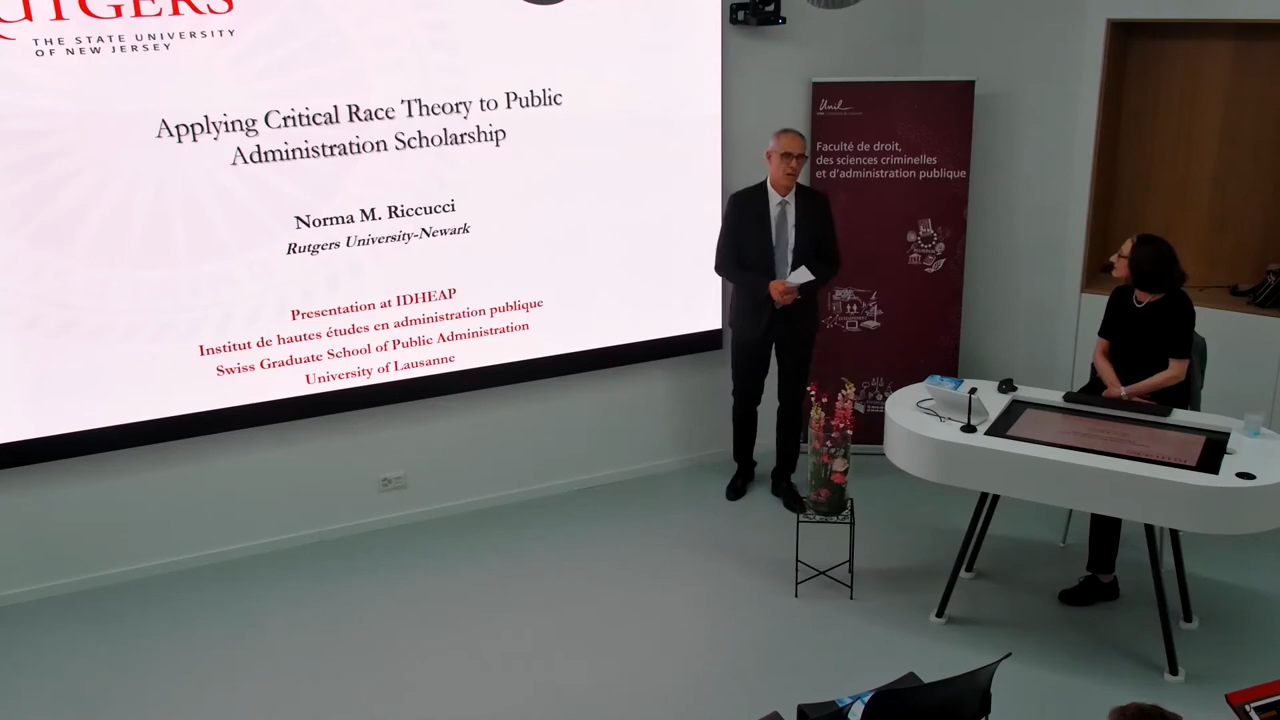 RUTGERS
THE STATE UNIVERSITY
OF NEW JERSEY
Applying Critical Race Theory to Public
Administration Scholarship
Norma M. Riccucci
Rutgers University-Newark
Presentation at IDHEAP
Institut de hautes études en administration publique
Swiss Graduate School of Public Administration
University of Lausanne
Unil
Faculté de droit,
des sciences criminelles
et d'administration publique